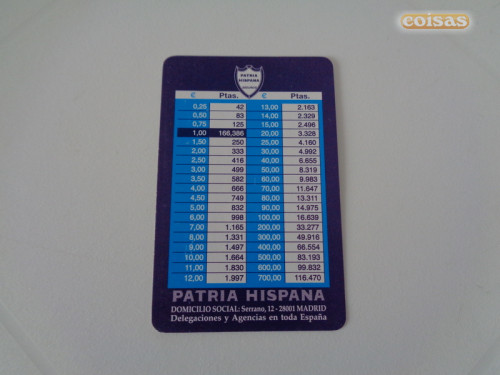 coisas
PATRIA
HISPANA
SEGUROS
€ Ptas. € Ptas.
0,25 42 13,00 2.163
0,50 83 14,00 2.329
0,75 125 15,00 2.496
1,00 166,386 20,00 3.328
1,50 250 25,00 4.160
2,00 333 30,00 4.992
2,50 416 40,00 6.655
3,00 499 50,00 8.319
3,50 582 60,00 9.983
4,00 666 70,00 11.647
4,50 749 80,00 13.311
5,00 832 90,00 14.975
6,00 998 100,00 16.639
7,00 1.165 200,00 33.277
8,00 1.331 300,00 49.916
9,00 1.497 400,00 66.554
10,00 1.664 500,00 83.193
11,00 1.830 600,00 99.832
12,00 1.997 700,00 116.470
PATRIA HISPANA
DOMICILIO SOCIAL: Serrano, 12 - 28001 MADRID
Delegaciones y Agencias en toda España